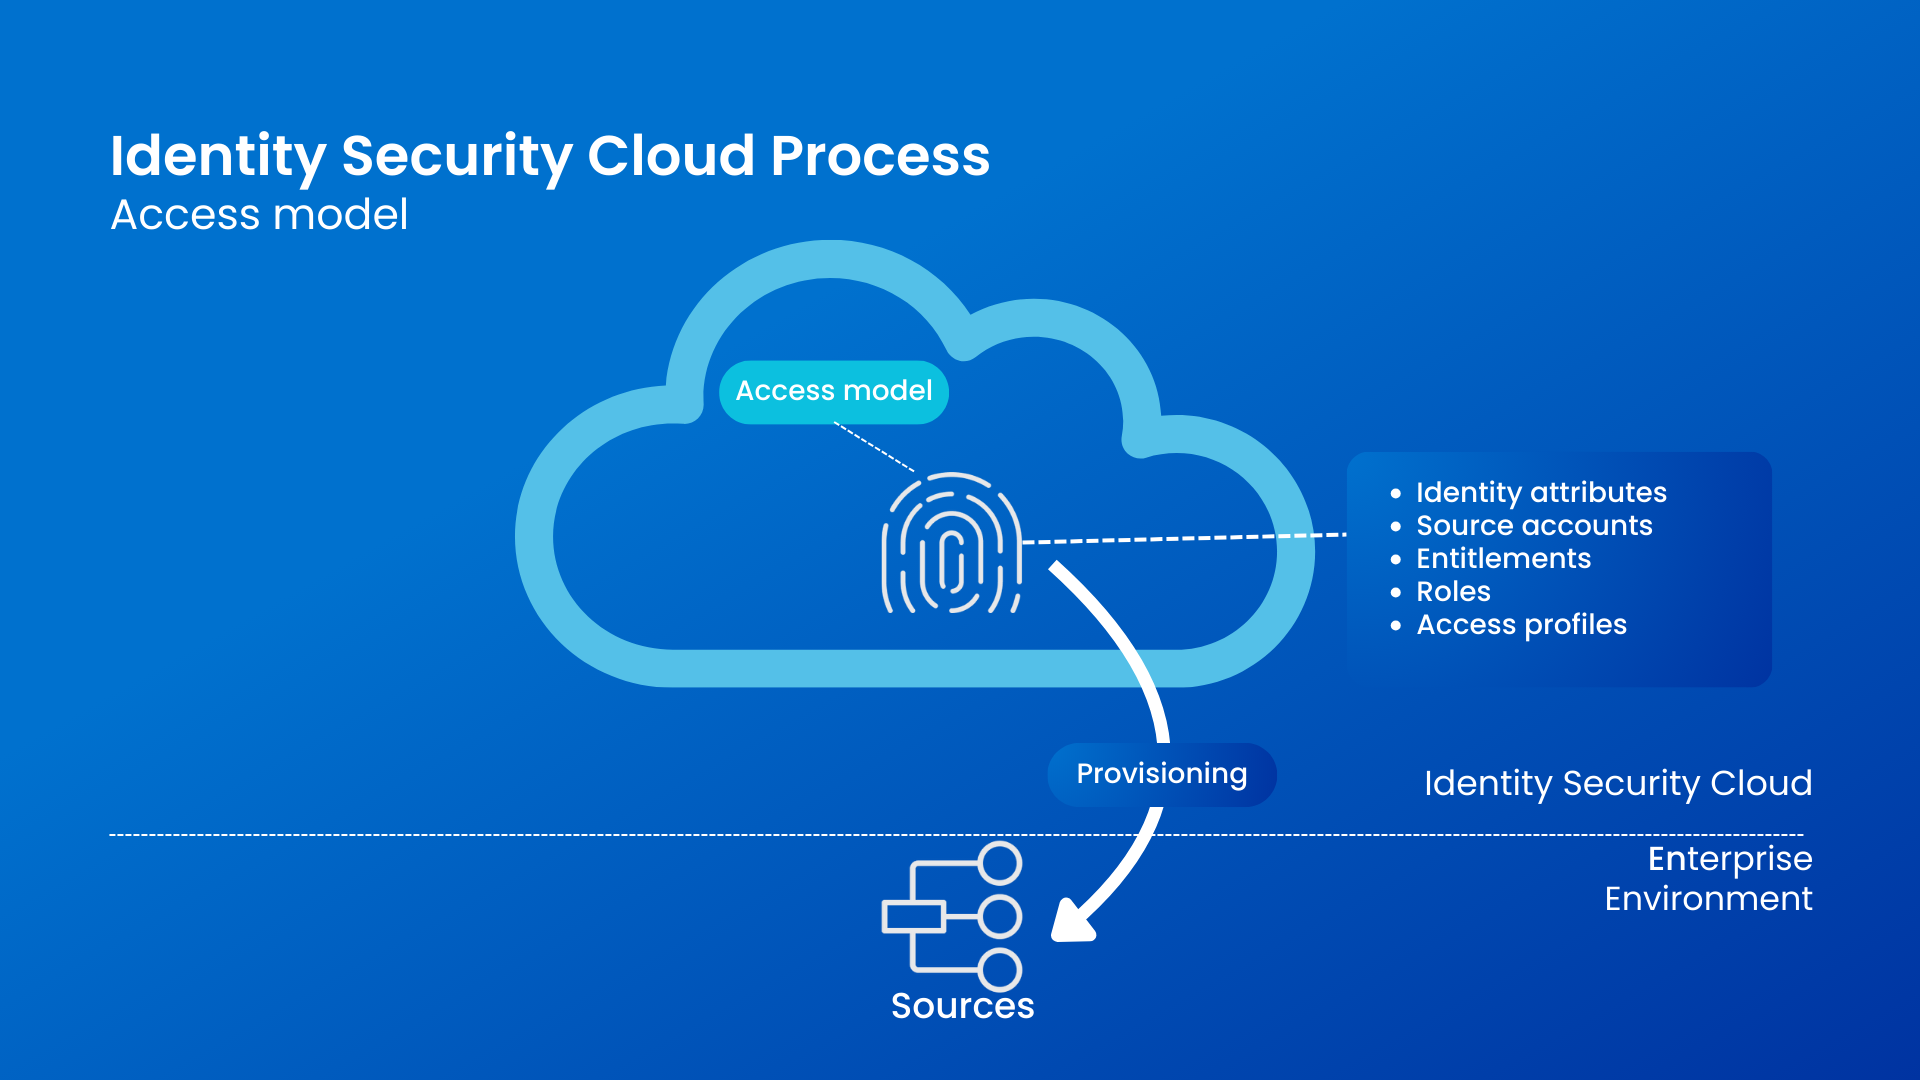 Identity Security Cloud Process
Access model
Access model
• Identity attributes
• Source accounts
• Entitlements
• Roles
• Access profiles
Provisioning
Identity Security Cloud
Enterprise
Environment
Sources